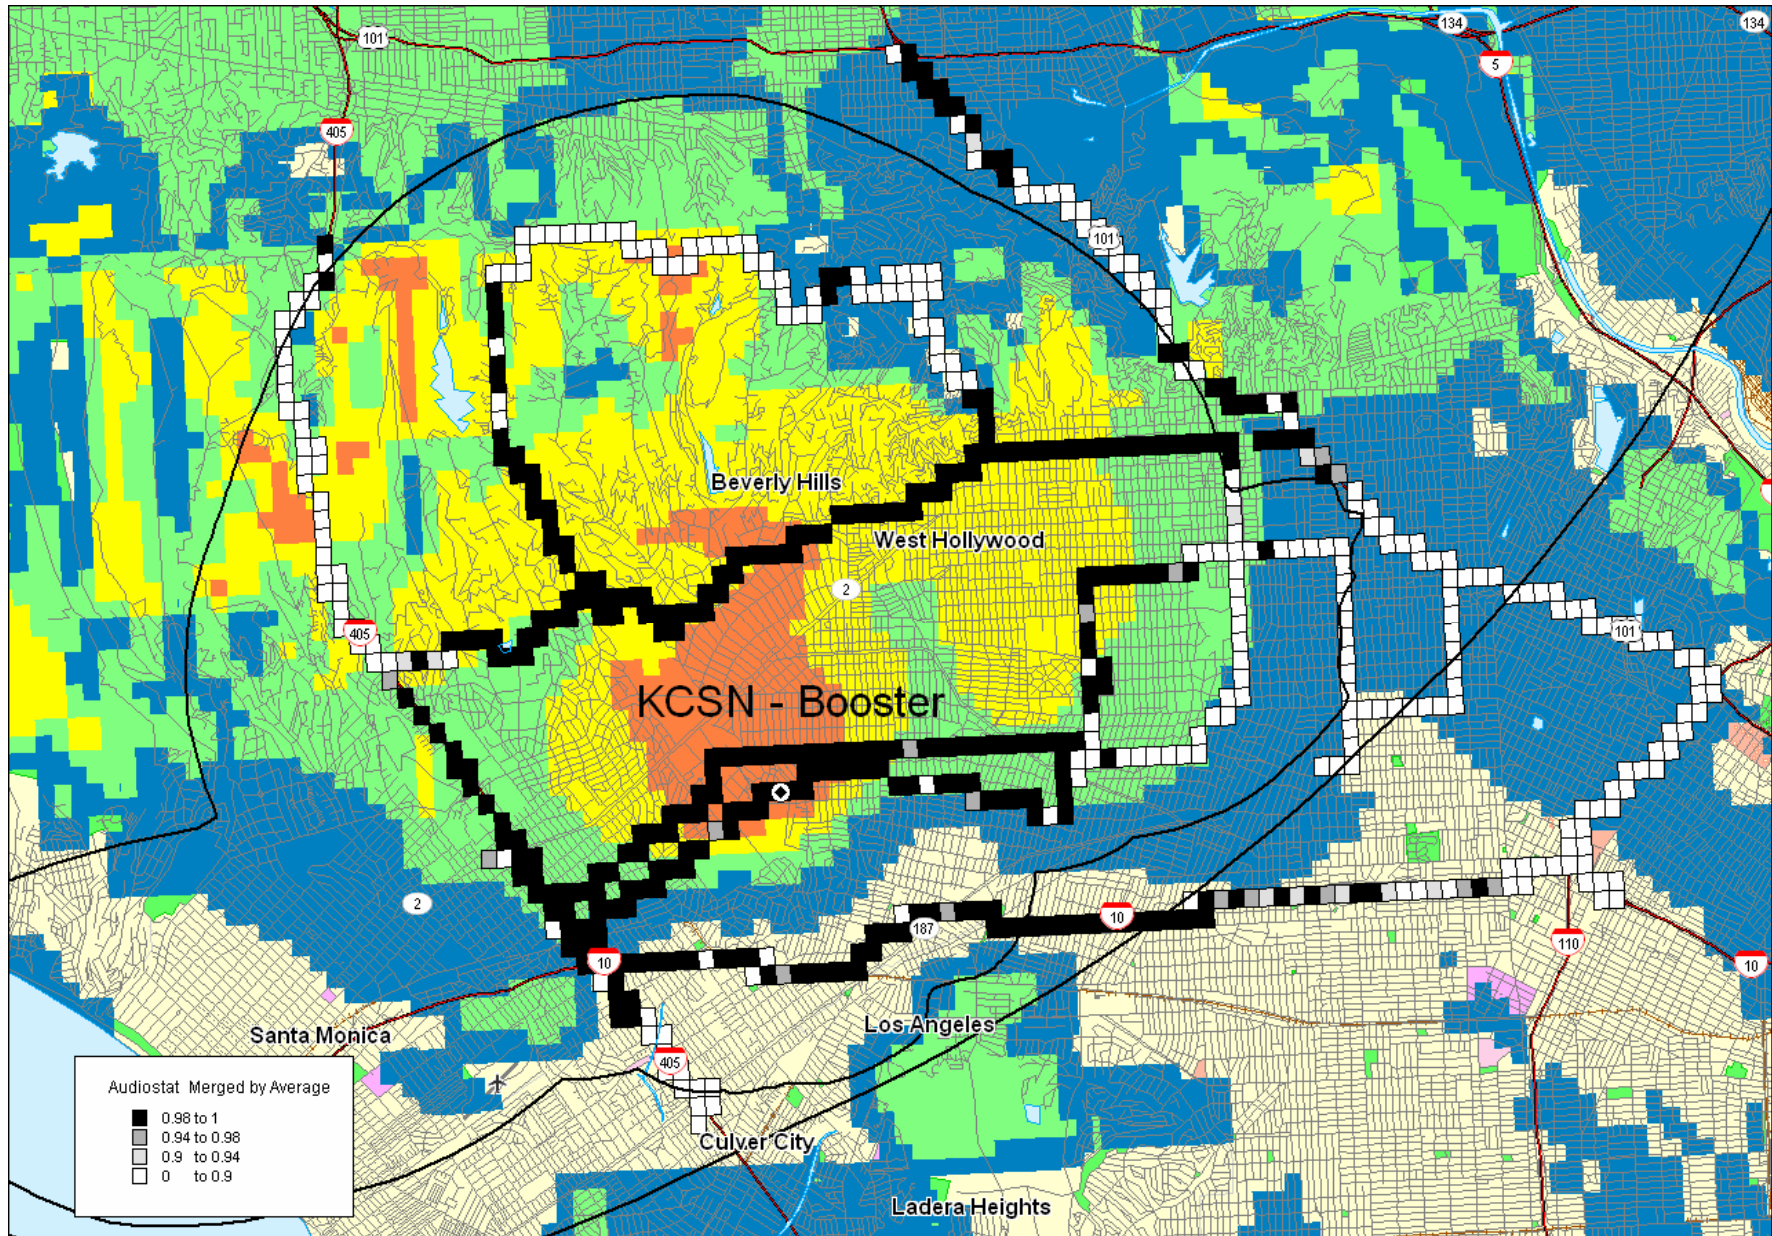 134
134
101
5
405
101
Beverly Hills
West Hollywood
2
405
101
KCSN - Booster
2
187
10
10
110
10
Los Angeles
Santa Monica
405
Audiostat Merged by Average
0.98 to 1
0.94 to 0.98
0.9 to 0.94
0 to 0.9
Culver City
Ladera Heights